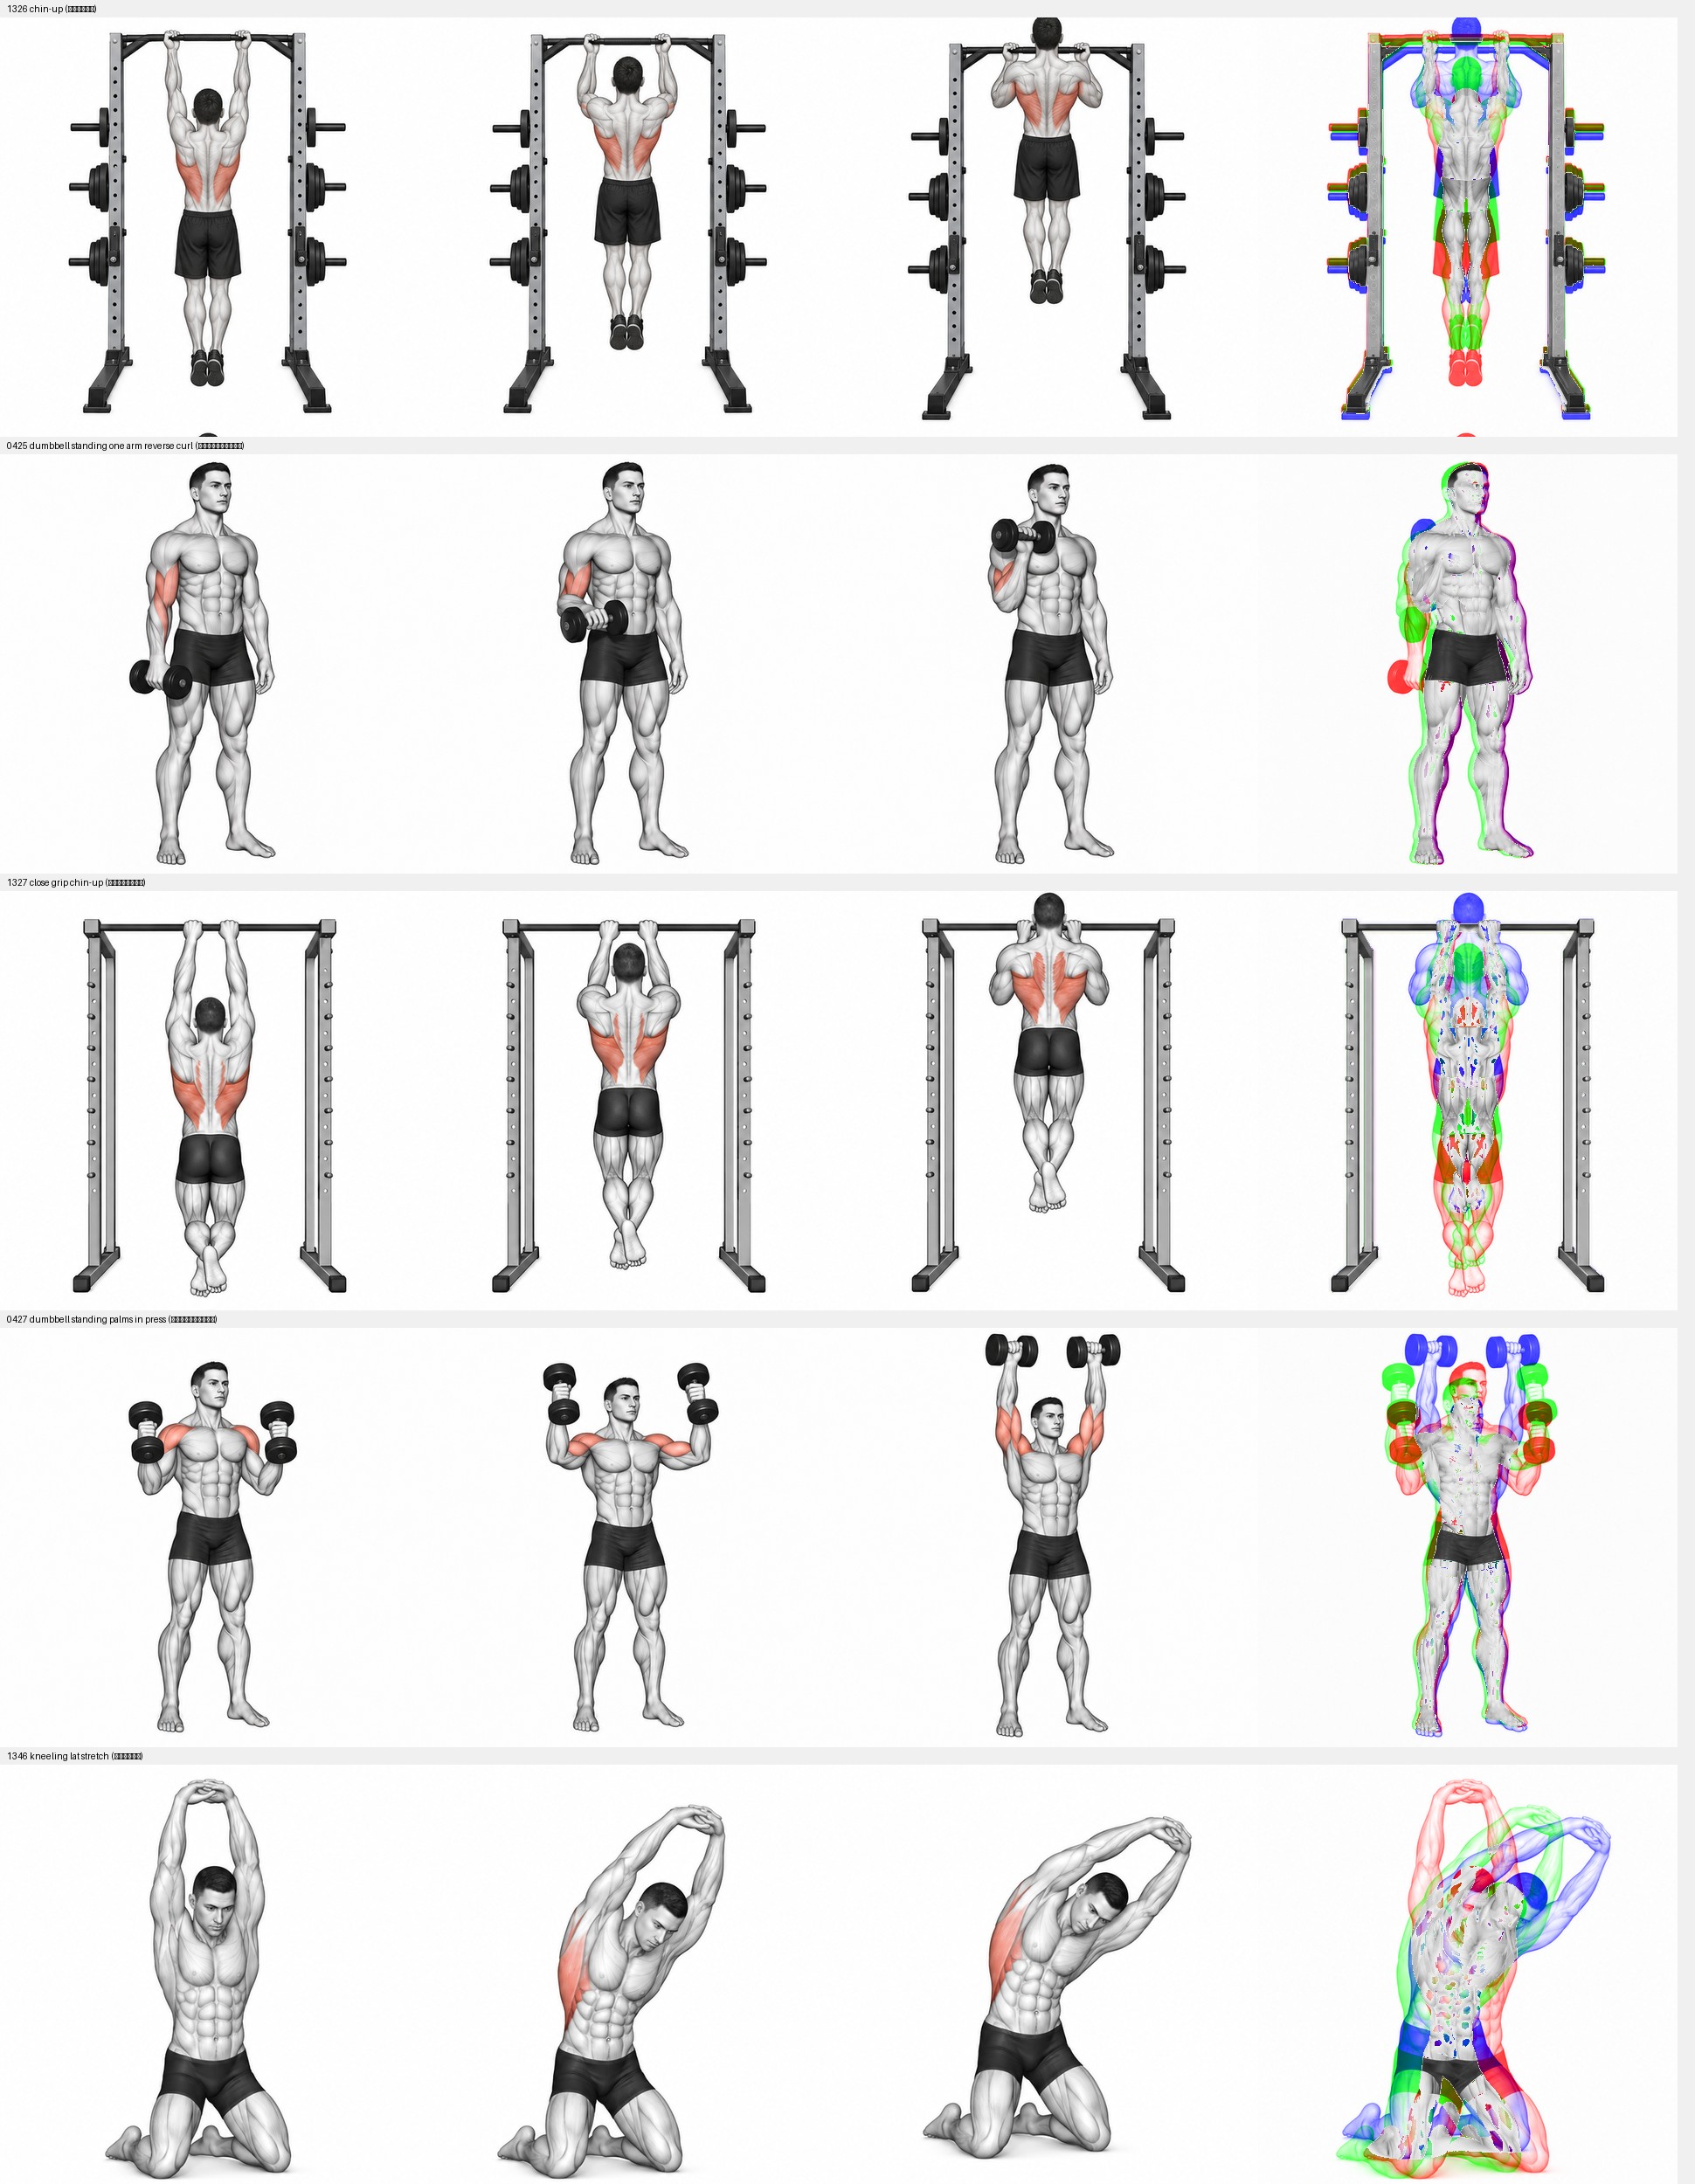 1326 chin-up (▯▯▯▯▯▯)
0425 dumbbell standing one arm reverse curl (▯▯▯▯▯▯▯▯▯▯)
1327 close grip chin-up (▯▯▯▯▯▯▯▯)
0427 dumbbell standing palms in press (▯▯▯▯▯▯▯▯▯▯)
1346 kneeling lat stretch (▯▯▯▯▯▯▯)